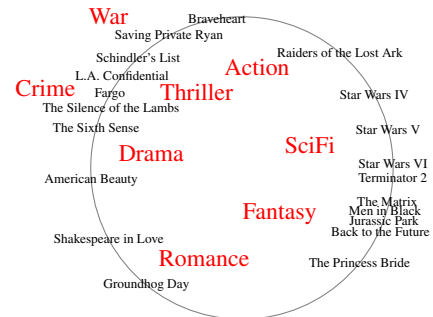 War
Braveheart
Saving Private Ryan
Raiders of the Lost Ark
Schindler's List
Action
L.A. Confidential
Crime
Fargo
Thriller
Star Wars IV
The Silence of the Lambs
The Sixth Sense
Star Wars V
Drama
SciFi
Star Wars VI
American Beauty
Terminator 2
The Matrix
Fantasy
Men in Black
Jurassic Park
Back to the Future
Shakespeare in Love
Romance
The Princess Bride
Groundhog Day